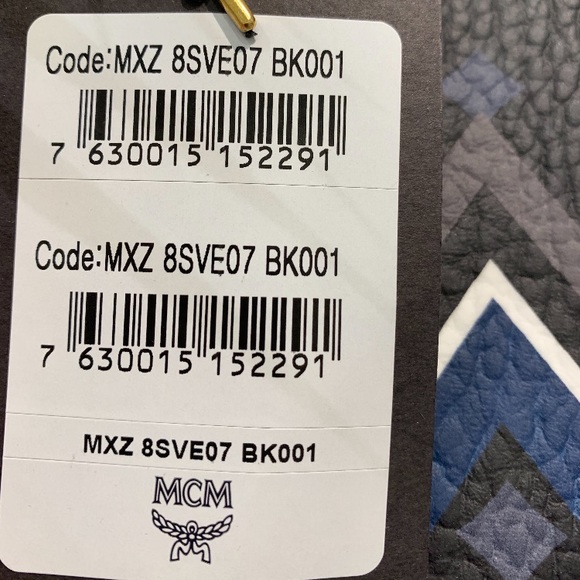 Code:MXZ 8SVE07 BK001
7 630015 152291
Code:MXZ 8SVE07 BK001
7 630015 152291
MXZ 8SVE07 BK001
MCM